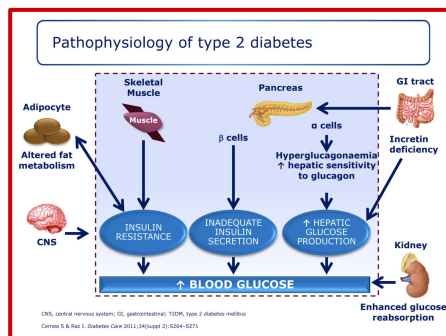 Pathophysiology of type 2 diabetes
Skeletal
Muscle
Pancreas
GI tract
Adipocyte
Muscle
β cells
α cells
Altered fat
metabolism
Hyperglucagonaemia
↑ hepatic sensitivity
to glucagon
Incretin
deficiency
CNS
INSULIN
RESISTANCE
INADEQUATE
INSULIN
SECRETION
↑ HEPATIC
GLUCOSE
PRODUCTION
Kidney
↑ BLOOD GLUCOSE
Enhanced glucose
reabsorption
CNS, central nervous system; GI, gastrointestinal; T2DM, type 2 diabetes mellitus
Cernea S & Raz I. Diabetes Care 2011;34(suppl 2):S264–S271